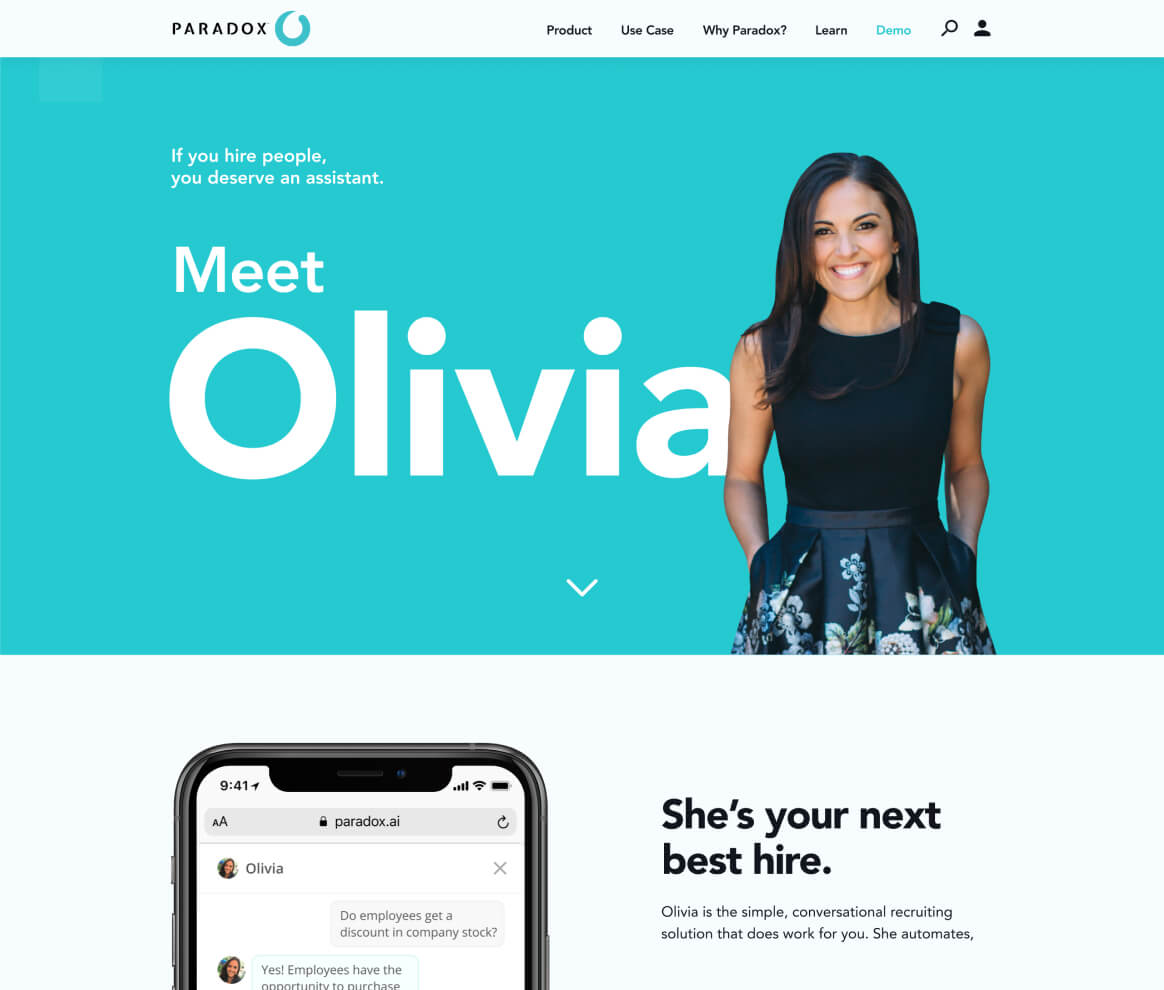 PARADOX
Product Use Case Why Paradox? Learn Demo
If you hire people,
you deserve an assistant.
Meet
Olivia
9:41
AA paradox.ai
Olivia
Do employees get a
discount in company stock?
Yes! Employees have the
opportunity to purchase
She’s your next
best hire.
Olivia is the simple, conversational recruiting
solution that does work for you. She automates,